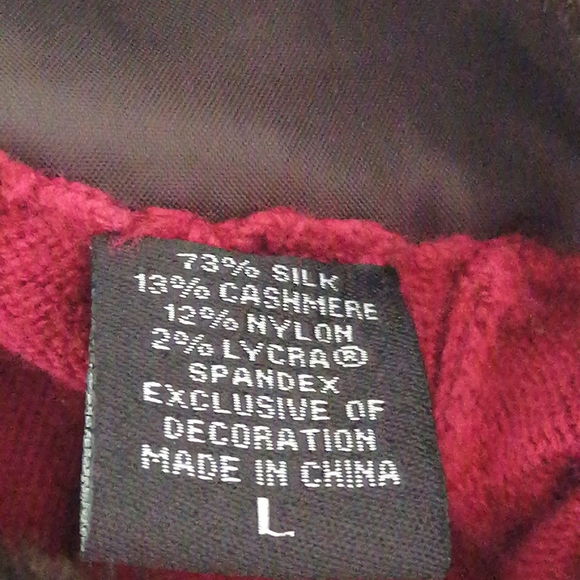 73% SILK
13% CASHMERE
12% NYLON
2% LYCRA®
SPANDEX
EXCLUSIVE OF
DECORATION
MADE IN CHINA
L